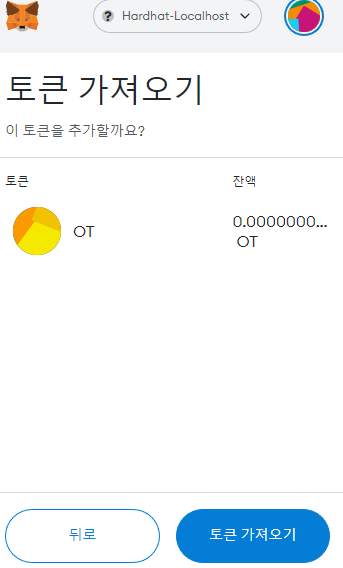 Hardhat-Localhost
토큰 가져오기
이 토큰을 추가할까요?
토큰 잔액
OT 0.0000000...
OT
뒤로 토큰 가져오기